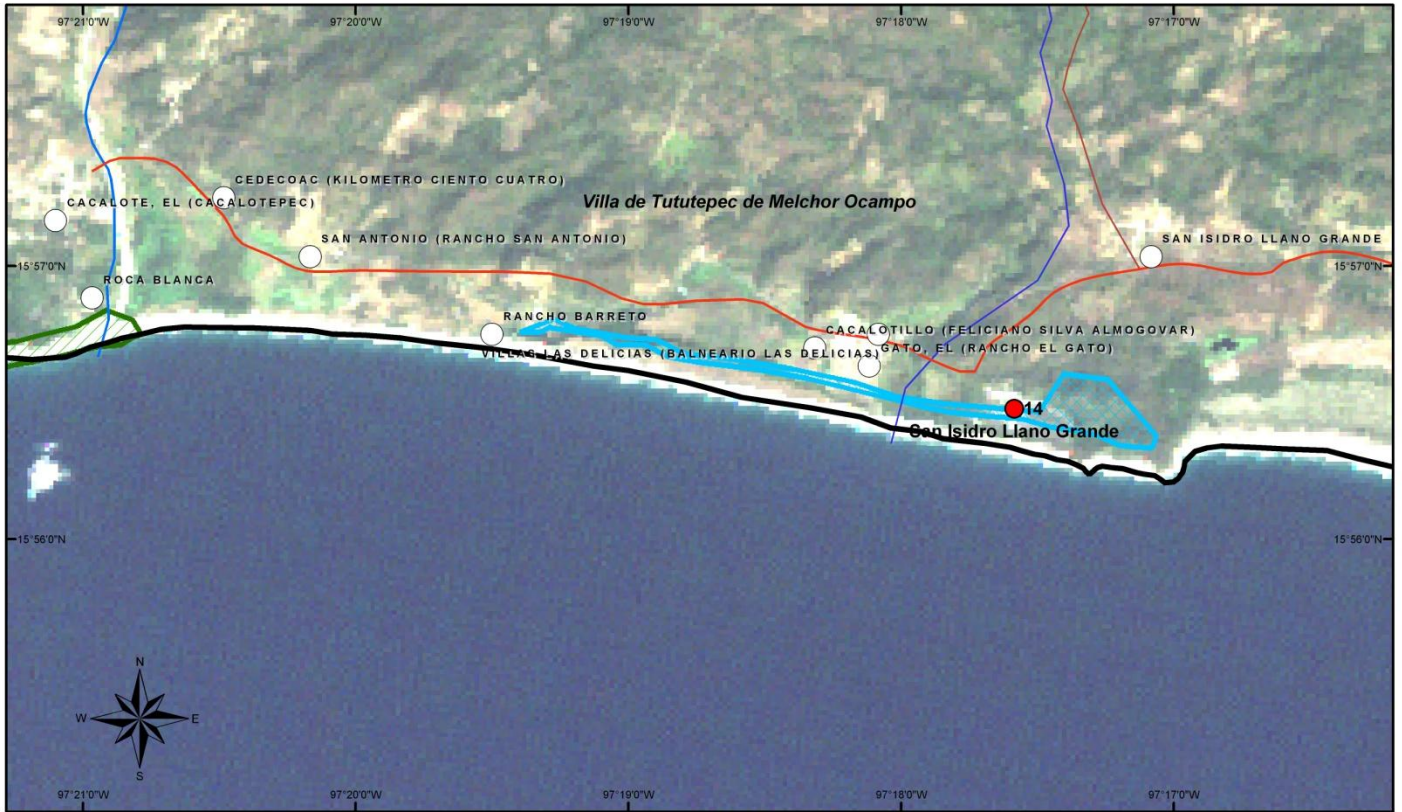 97°21'0"W 97°20'0"W 97°19'0"W 97°18'0"W 97°17'0"W
CEDECOAC (KILOMETRO CIENTO CUATRO)
CACALOTE, EL (CACALOTEPEC)
Villa de Tututepec de Melchor Ocampo
SAN ANTONIO (RANCHO SAN ANTONIO)
SAN ISIDRO LLANO GRANDE
15°57'0"N 15°57'0"N
ROCA BLANCA
RANCHO BARRETO
CACALOTILLO (FELICIANO SILVA ALMOGOVAR)
VILLAS LAS DELICIAS (BALNEARIO LAS DELICIAS)
GATO, EL (RANCHO EL GATO)
14
San Isidro Llano Grande
15°56'0"N 15°56'0"N
N
W E
S
97°21'0"W 97°20'0"W 97°19'0"W 97°18'0"W 97°17'0"W